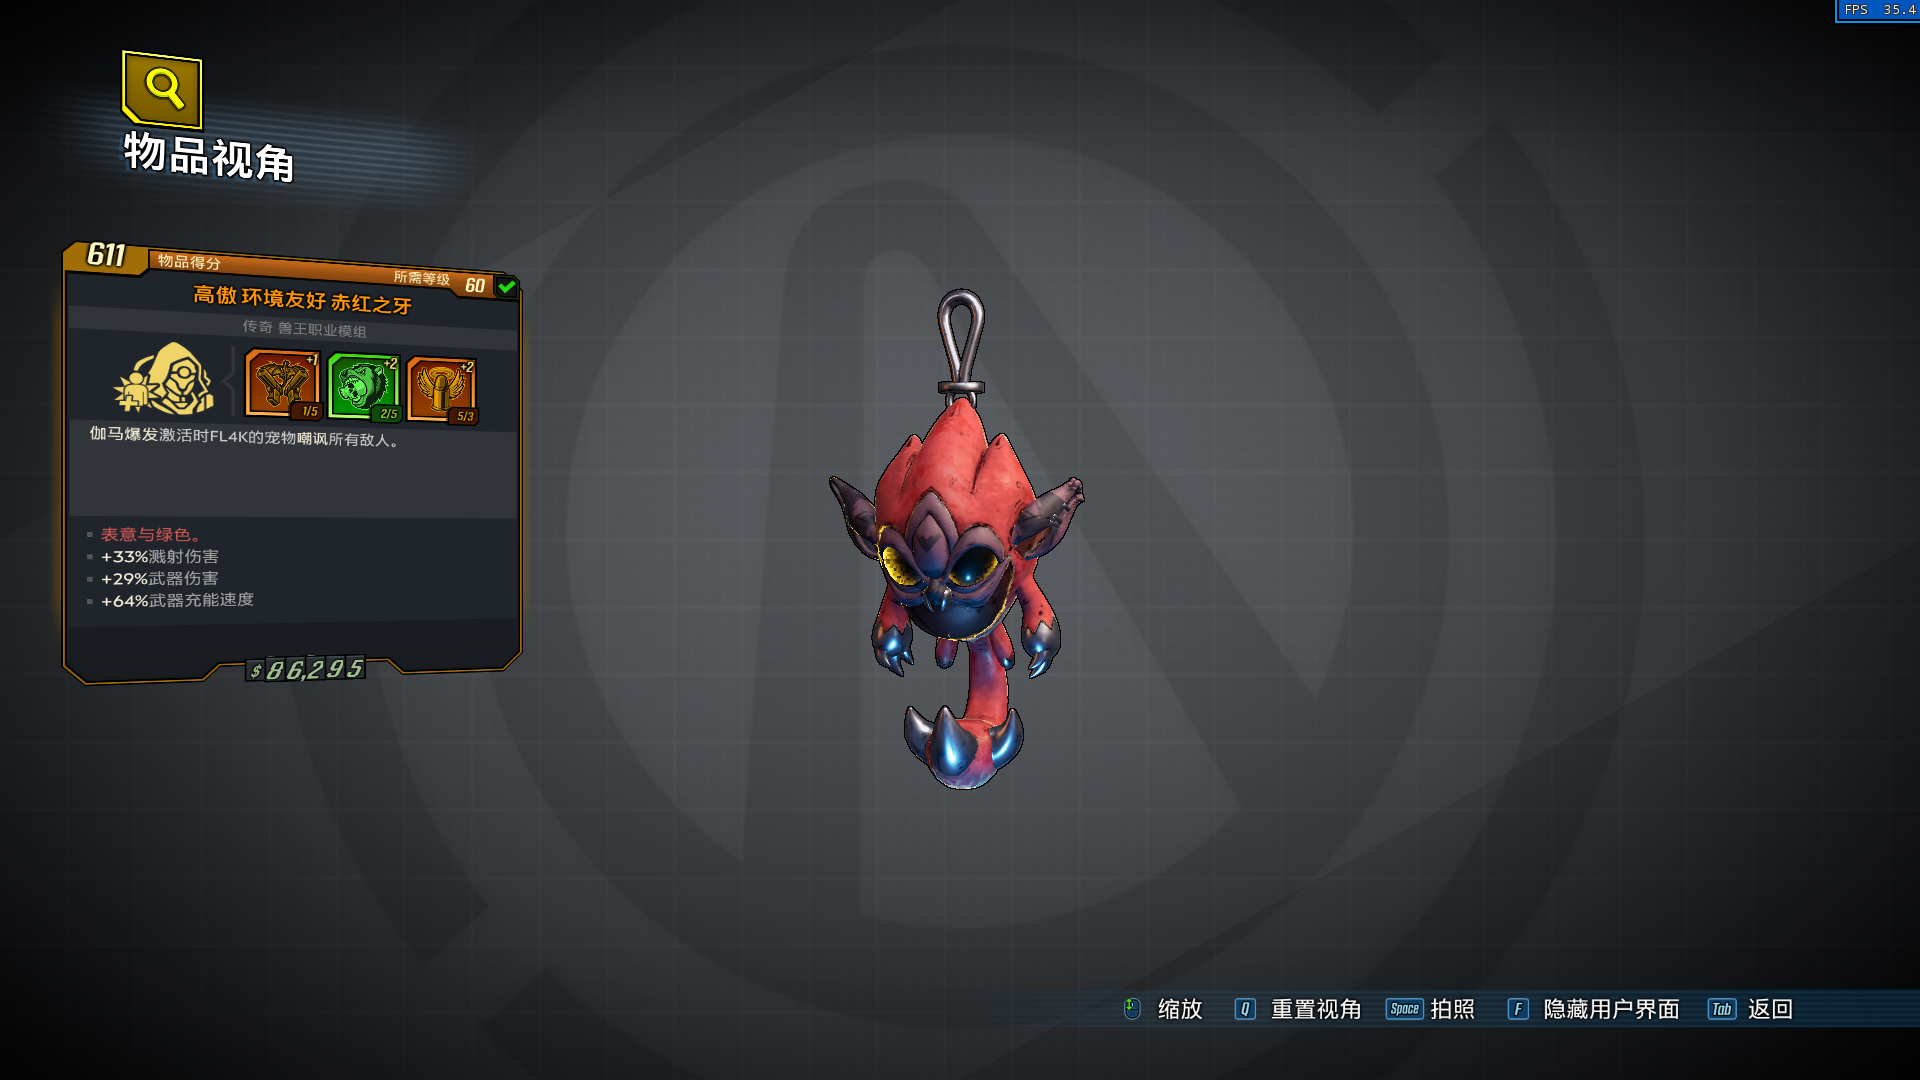 FPS 35.4
物品视角
611 物品得分 所需等级 60
高傲 环境友好 赤红之牙
传奇 兽王职业模组
+1 +2 +2
1/5 2/5 5/3
伽马爆发激活时FL4K的宠物嘲讽所有敌人。
表意与绿色。
+33%溅射伤害
+29%武器伤害
+64%武器充能速度
$86,295
缩放 Q 重置视角 Space 拍照 F 隐藏用户界面 Tab 返回